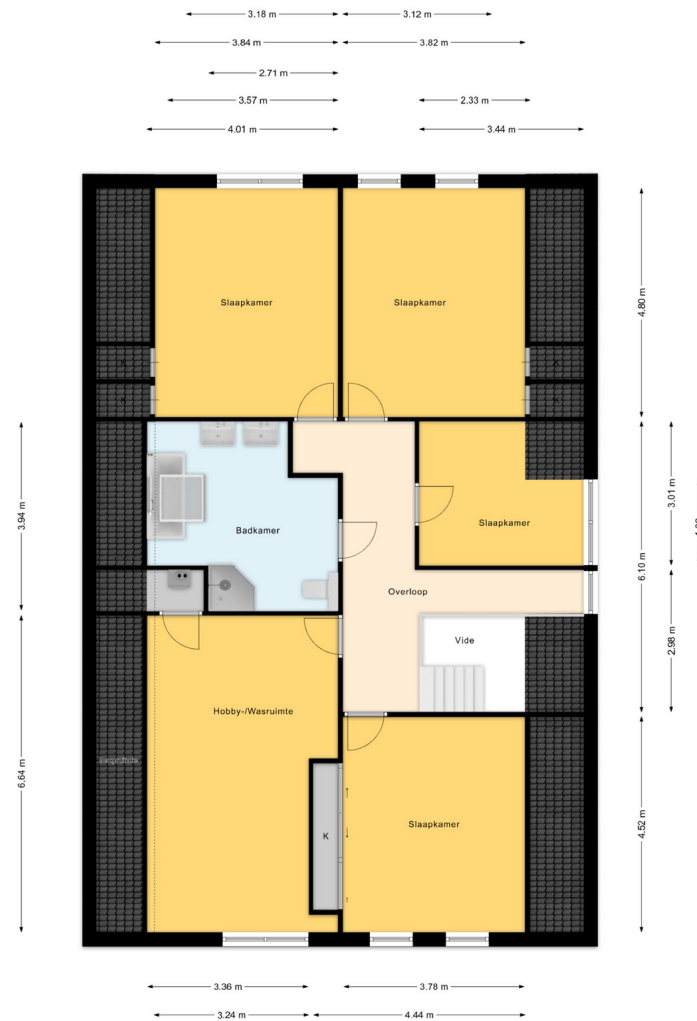 3.18 m
3.12 m
3.84 m
3.82 m
2.71 m
3.57 m
2.33 m
4.01 m
3.44 m
4.80 m
Slaapkamer
Slaapkamer
K
K
K
K
3.94 m
3.01 m
6.10 m
Slaapkamer
Badkamer
Overloop
2.98 m
Vide
Hobby-/Wasruimte
6.64 m
Slaapkamer
4.52 m
K
3.36 m
3.78 m
3.24 m
4.44 m